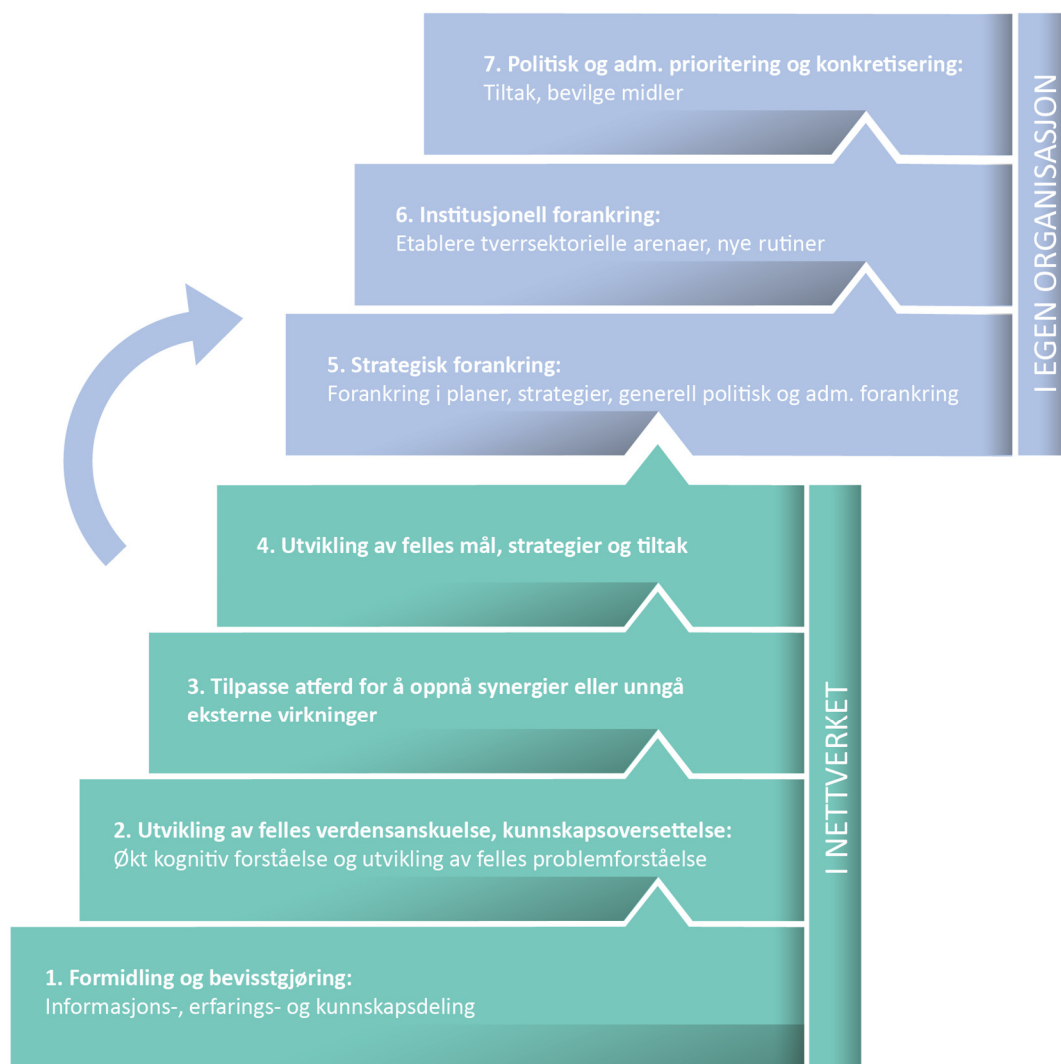 7. Politisk og adm. prioritering og konkretisering:
Tiltak, bevilge midler
6. Institusjonell forankring:
Etablere tverrsektorielle arenaer, nye rutiner
5. Strategisk forankring:
Forankring i planer, strategier, generell politisk og adm. forankring
I EGEN ORGANISASJON
4. Utvikling av felles mål, strategier og tiltak
3. Tilpasse atferd for å oppnå synergier eller unngå
eksterne virkninger
2. Utvikling av felles verdensanskuelse, kunnskapsoversettelse:
Økt kognitiv forståelse og utvikling av felles problemforståelse
1. Formidling og bevisstgjøring:
Informasjons-, erfarings- og kunnskapsdeling
I NETTVERKET